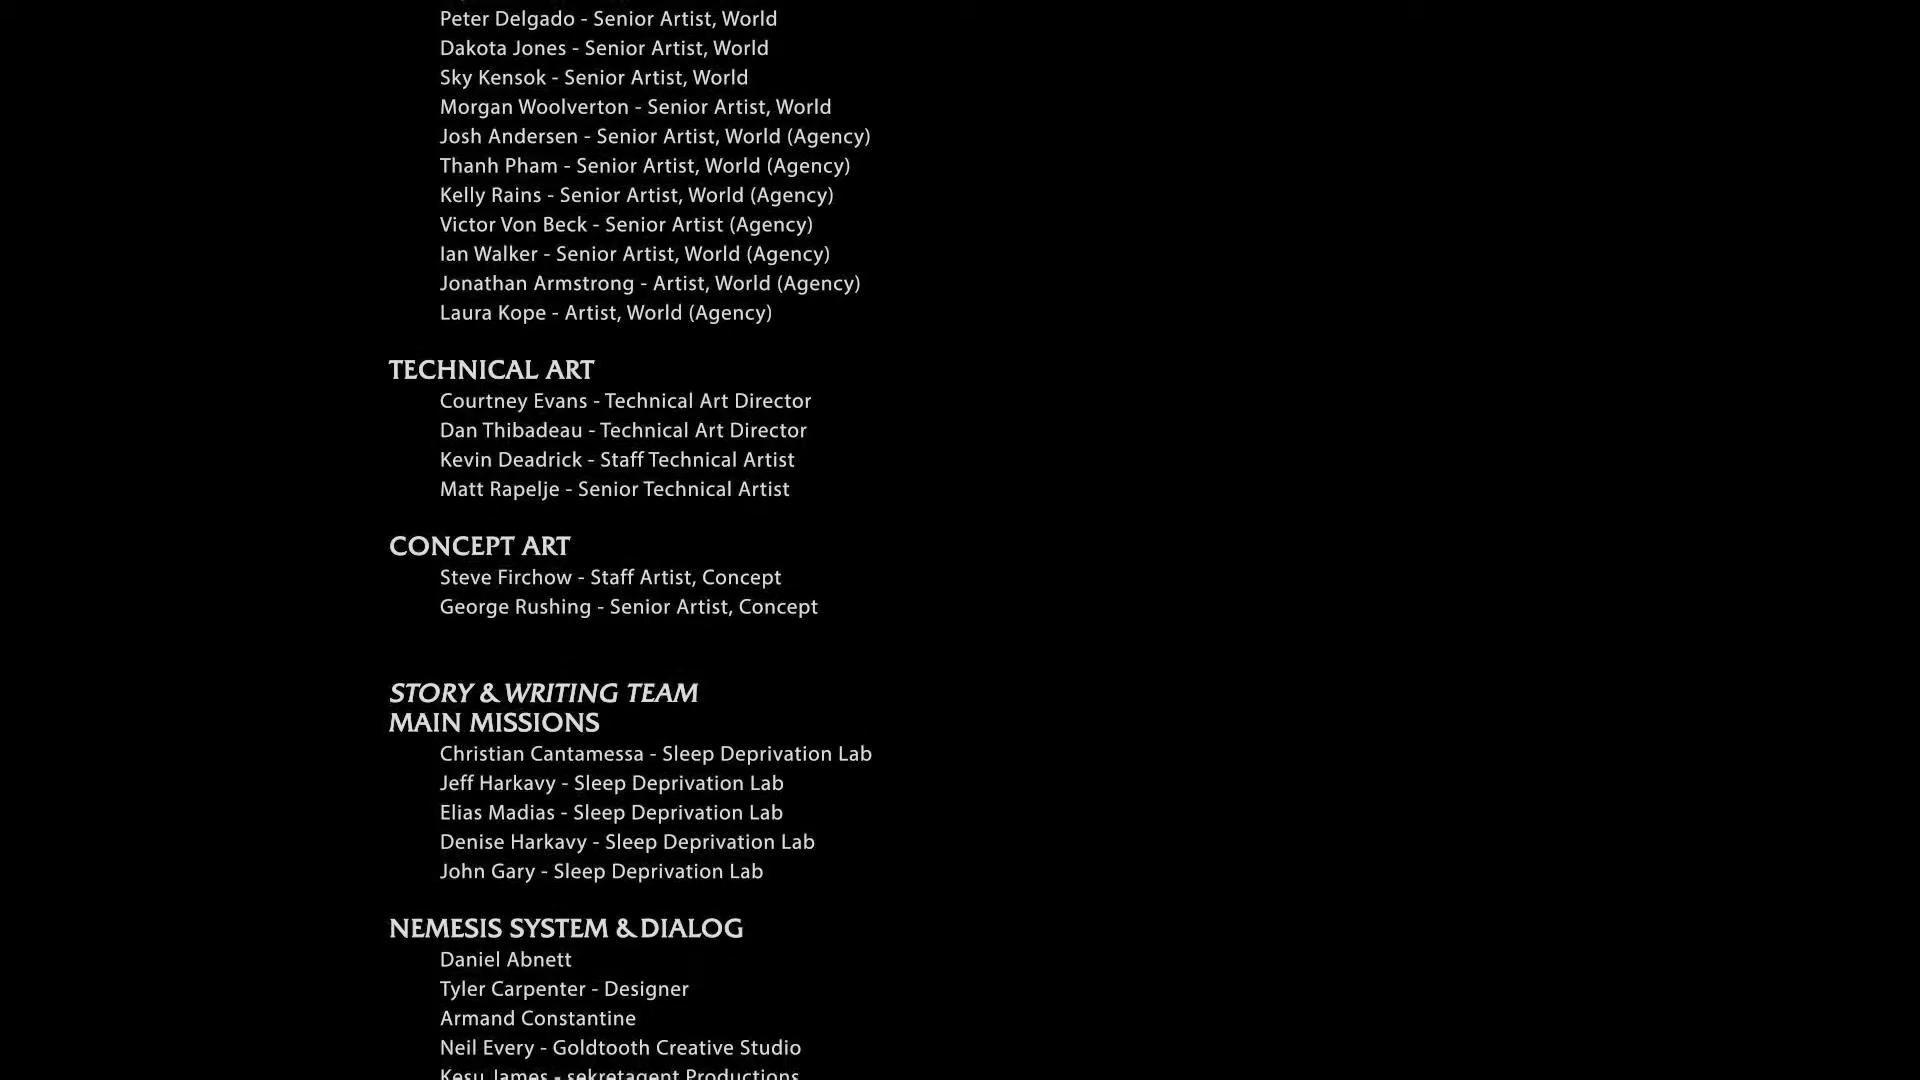 Peter Delgado - Senior Artist, World
Dakota Jones - Senior Artist, World
Sky Kensok - Senior Artist, World
Morgan Woolverton - Senior Artist, World
Josh Andersen - Senior Artist, World (Agency)
Thanh Pham - Senior Artist, World (Agency)
Kelly Rains - Senior Artist, World (Agency)
Victor Von Beck - Senior Artist (Agency)
Ian Walker - Senior Artist, World (Agency)
Jonathan Armstrong - Artist, World (Agency)
Laura Kope - Artist, World (Agency)
TECHNICAL ART
Courtney Evans - Technical Art Director
Dan Thibadeau - Technical Art Director
Kevin Deadrick - Staff Technical Artist
Matt Rapelje - Senior Technical Artist
CONCEPT ART
Steve Firchow - Staff Artist, Concept
George Rushing - Senior Artist, Concept
STORY & WRITING TEAM
MAIN MISSIONS
Christian Cantamessa - Sleep Deprivation Lab
Jeff Harkavy - Sleep Deprivation Lab
Elias Madias - Sleep Deprivation Lab
Denise Harkavy - Sleep Deprivation Lab
John Gary - Sleep Deprivation Lab
NEMESIS SYSTEM & DIALOG
Daniel Abnett
Tyler Carpenter - Designer
Armand Constantine
Neil Every - Goldtooth Creative Studio
Kesu James - sekretagent Productions